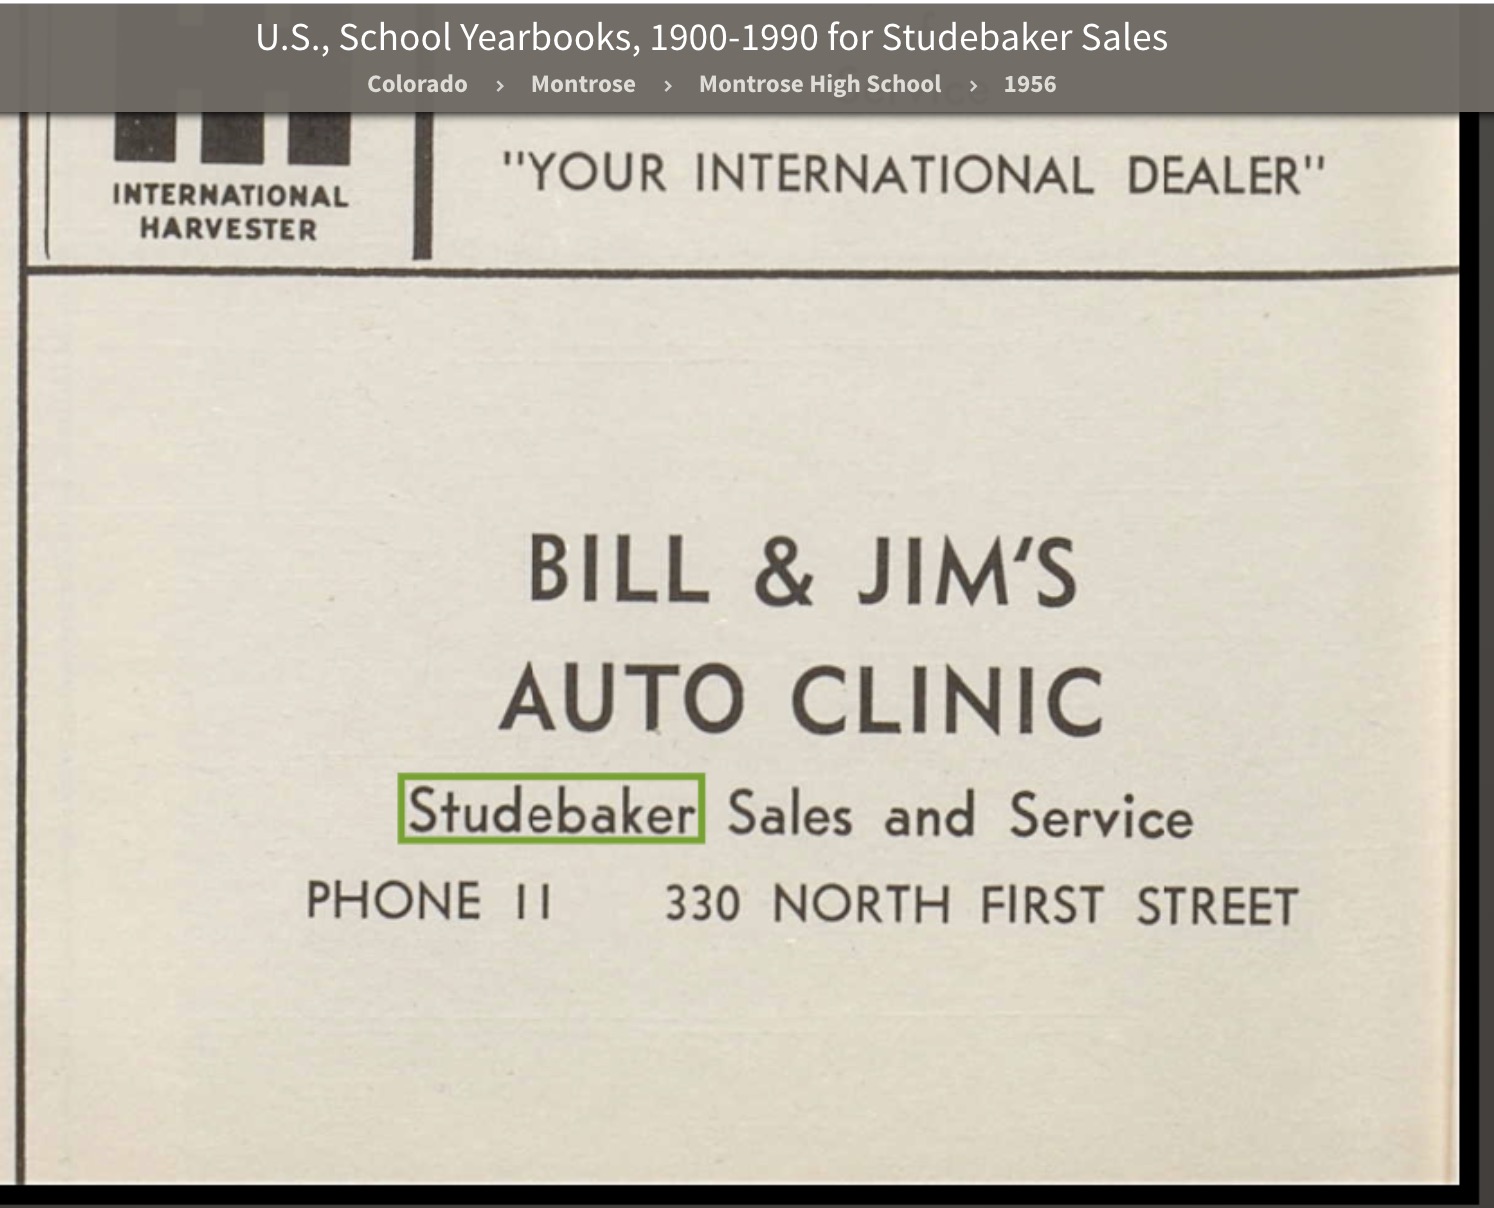 U.S., School Yearbooks, 1900-1990 for Studebaker Sales
Colorado › Montrose › Montrose High School › 1956
INTERNATIONAL
HARVESTER
"YOUR INTERNATIONAL DEALER"
BILL & JIM'S
AUTO CLINIC
Studebaker Sales and Service
PHONE 11 330 NORTH FIRST STREET